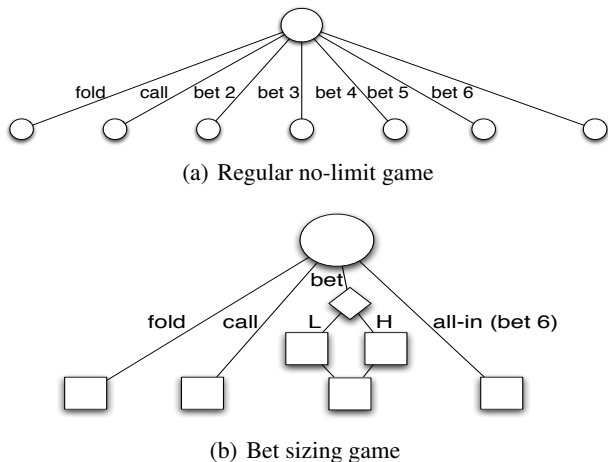 fold call bet 2 bet 3 bet 4 bet 5 bet 6
(a) Regular no-limit game
bet
L H
fold call all-in (bet 6)
(b) Bet sizing game